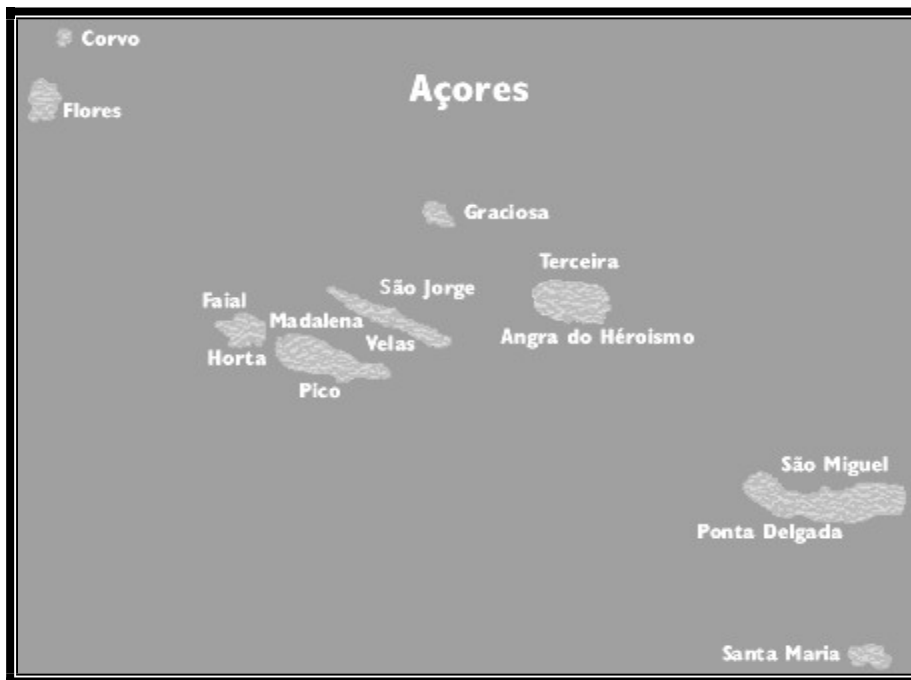 Corvo
Açores
Flores
Graciosa
Terceira
São Jorge
Faial
Madalena
Velas
Angra do Héroismo
Horta
Pico
São Miguel
Ponta Delgada
Santa Maria